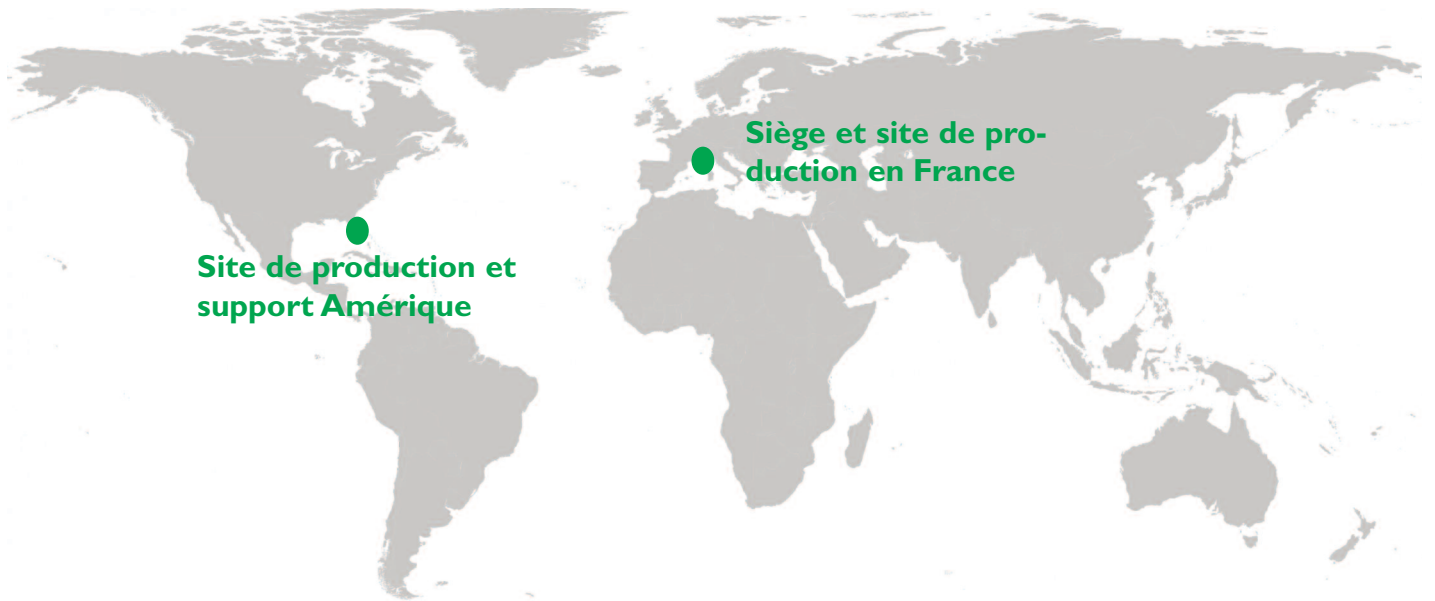 Siège et site de pro-
duction en France
Site de production et
support Amérique